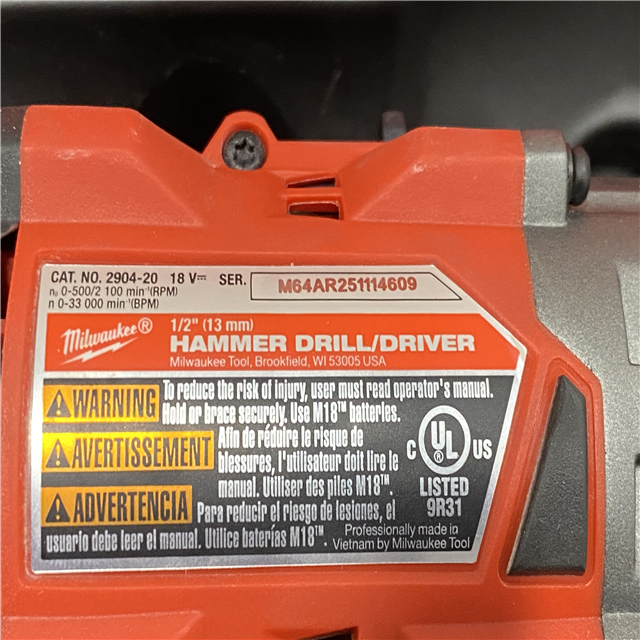 CAT. NO. 2904-20 18 V⎓ SER. M64AR251114609
n₀ 0-500/2 100 min⁻¹(RPM)
n 0-33 000 min⁻¹(BPM)
Milwaukee®
1/2" (13 mm)
HAMMER DRILL/DRIVER
Milwaukee Tool, Brookfield, WI 53005 USA
WARNING To reduce the risk of injury, user must read operator's manual.
Hold or brace securely. Use M18™ batteries.
AVERTISSEMENT Afin de réduire le risque de
blessures, l'utilisateur doit lire le
manual. Utiliser des piles M18™.
ADVERTENCIA Para reducir el riesgo de lesiones, el
usuario debe leer el manual. Utilice baterías M18™
C UL US
LISTED
9R31
Professionally made in
Vietnam by Milwaukee Tool